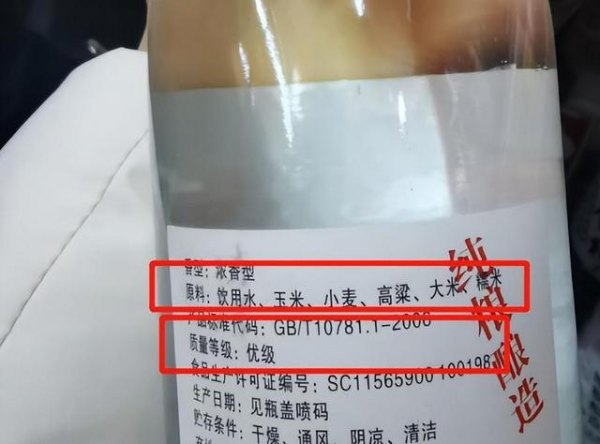 香型：浓香型
原料：饮用水、玉米、小麦、高粱、大米、糯米
产品标准代码：GB/T10781.1-2006
质量等级：优级
食品生产许可证编号：SC11565900
生产日期：见瓶盖喷码
贮存条件：干燥、通风、阴凉、清洁
纯粮酿造